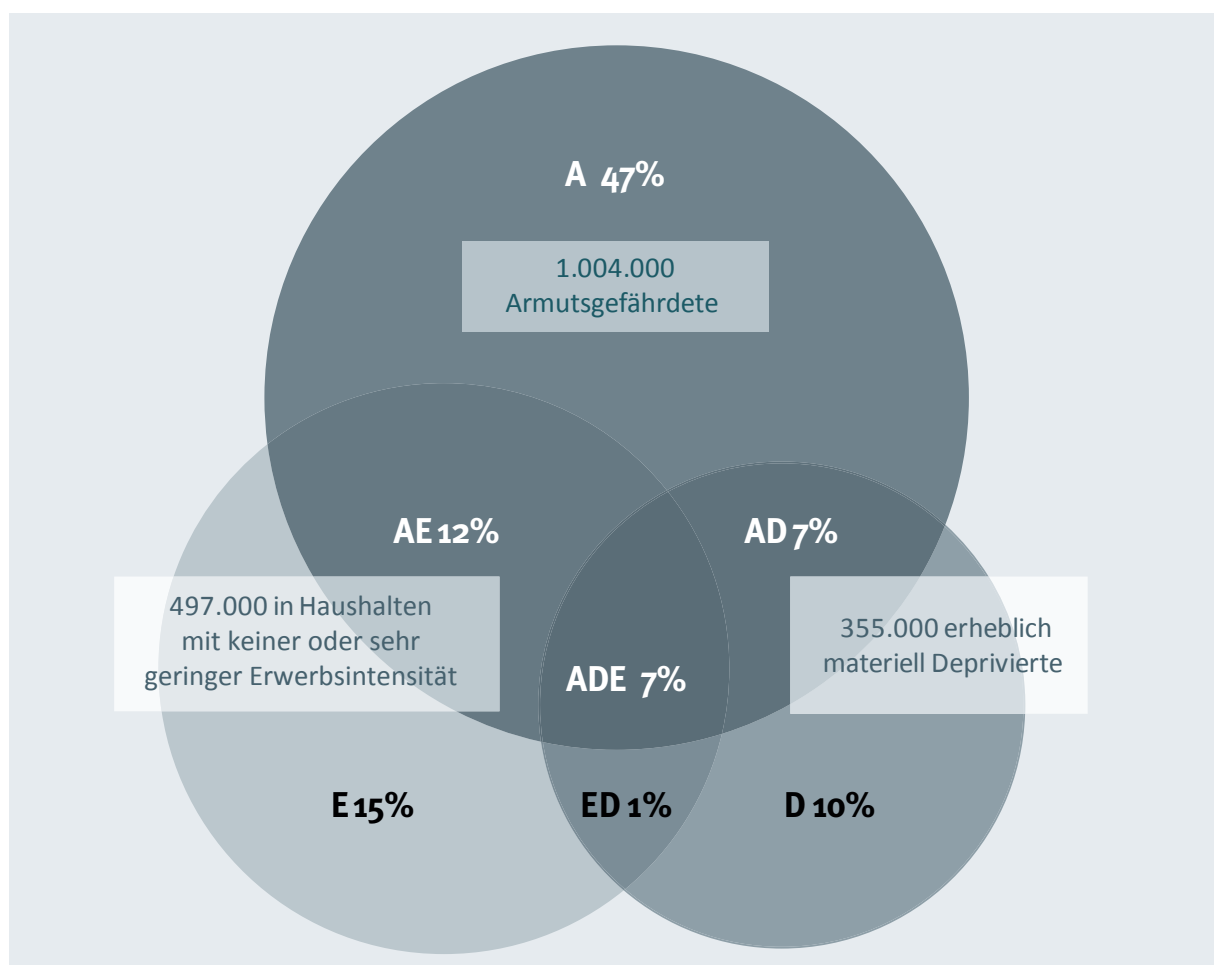 A 47%
1.004.000
Armutsgefährdete
AE 12%
AD 7%
497.000 in Haushalten
mit keiner oder sehr
geringer Erwerbsintensität
355.000 erheblich
materiell Deprivierte
ADE 7%
E 15%
ED 1%
D 10%